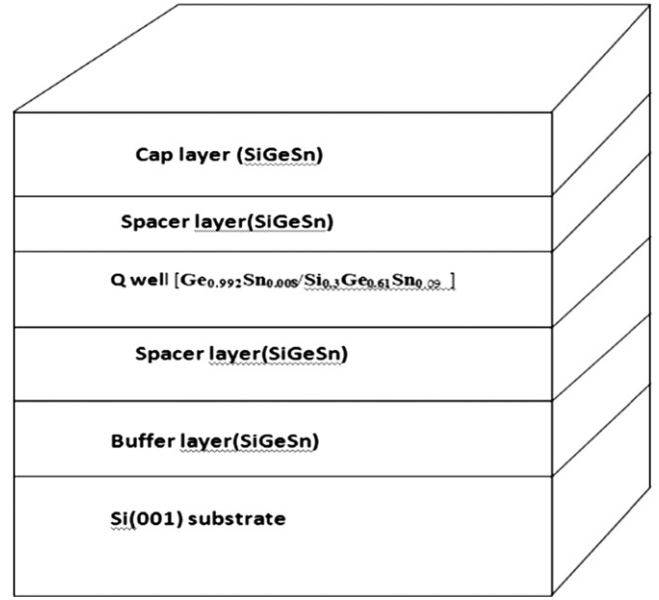 Cap layer (SiGeSn)
Spacer layer(SiGeSn)
Q well [Ge₀.₉₉₂Sn₀.₀₀₈/Si₀.₃Ge₀.₆₁Sn₀.₀₉ ]
Spacer layer(SiGeSn)
Buffer layer(SiGeSn)
Si(001) substrate